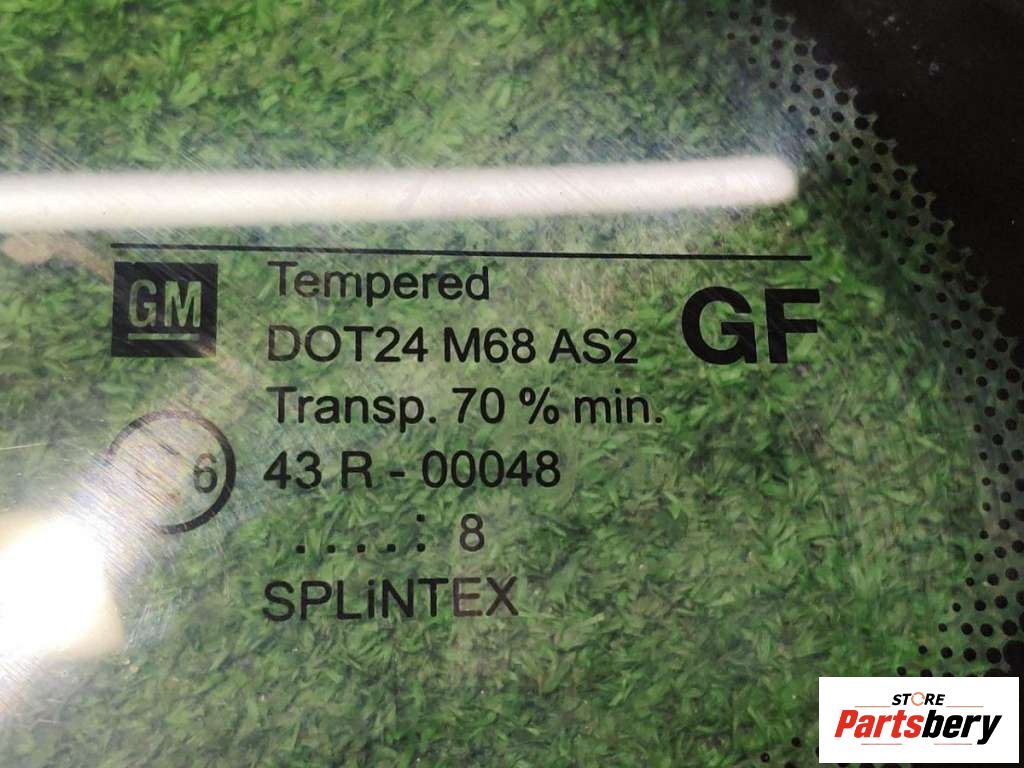 GM
Tempered
DOT24 M68 AS2
GF
Transp. 70 % min.
6
43 R - 00048
. . . . . : 8
SPLiNTEX
STORE
Partsbery